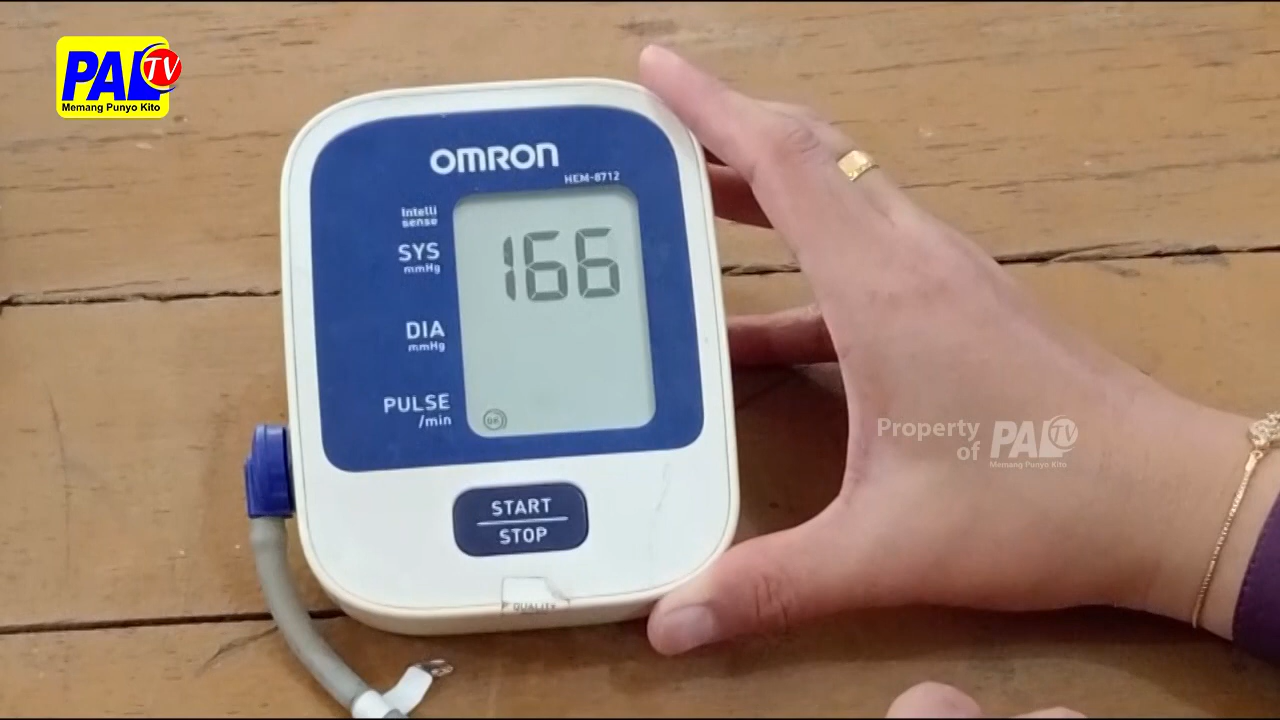 PAL TV
Memang Punyo Kito
OMRON
HEM-8712
Intelli
sense
SYS
mmHg
166
DIA
mmHg
PULSE
/min
OK
START
STOP
QUALITY
Property
of
PAL TV
Memang Punyo Kito